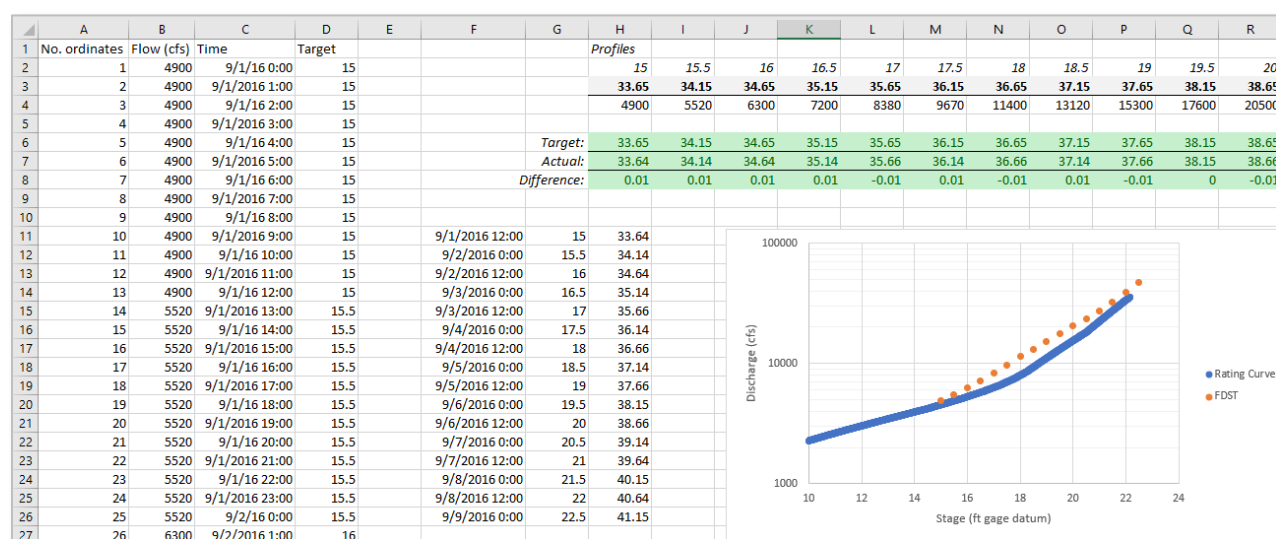 A B C D E F G H I J K L M N O P Q R
1 No. ordinates Flow (cfs) Time Target Profiles
2 1 4900 9/1/16 0:00 15 15 15.5 16 16.5 17 17.5 18 18.5 19 19.5 20
3 2 4900 9/1/2016 1:00 15 33.65 34.15 34.65 35.15 35.65 36.15 36.65 37.15 37.65 38.15 38.65
4 3 4900 9/1/16 2:00 15 4900 5520 6300 7200 8380 9670 11400 13120 15300 17600 20500
5 4 4900 9/1/2016 3:00 15
6 5 4900 9/1/16 4:00 15 Target: 33.65 34.15 34.65 35.15 35.65 36.15 36.65 37.15 37.65 38.15 38.65
7 6 4900 9/1/2016 5:00 15 Actual: 33.64 34.14 34.64 35.14 35.66 36.14 36.66 37.14 37.66 38.15 38.66
8 7 4900 9/1/16 6:00 15 Difference: 0.01 0.01 0.01 0.01 -0.01 0.01 -0.01 0.01 -0.01 0 -0.01
9 8 4900 9/1/2016 7:00 15
10 9 4900 9/1/16 8:00 15
11 10 4900 9/1/2016 9:00 15 9/1/2016 12:00 15 33.64
12 11 4900 9/1/16 10:00 15 9/2/2016 0:00 15.5 34.14
13 12 4900 9/1/2016 11:00 15 9/2/2016 12:00 16 34.64
14 13 4900 9/1/16 12:00 15 9/3/2016 0:00 16.5 35.14
15 14 5520 9/1/2016 13:00 15.5 9/3/2016 12:00 17 35.66
16 15 5520 9/1/16 14:00 15.5 9/4/2016 0:00 17.5 36.14
17 16 5520 9/1/2016 15:00 15.5 9/4/2016 12:00 18 36.66
18 17 5520 9/1/16 16:00 15.5 9/5/2016 0:00 18.5 37.14
19 18 5520 9/1/2016 17:00 15.5 9/5/2016 12:00 19 37.66
20 19 5520 9/1/16 18:00 15.5 9/6/2016 0:00 19.5 38.15
21 20 5520 9/1/2016 19:00 15.5 9/6/2016 12:00 20 38.66
22 21 5520 9/1/16 20:00 15.5 9/7/2016 0:00 20.5 39.14
23 22 5520 9/1/2016 21:00 15.5 9/7/2016 12:00 21 39.64
24 23 5520 9/1/16 22:00 15.5 9/8/2016 0:00 21.5 40.15
25 24 5520 9/1/2016 23:00 15.5 9/8/2016 12:00 22 40.64
26 25 5520 9/2/16 0:00 15.5 9/9/2016 0:00 22.5 41.15
27 26 6300 9/2/2016 1:00 16
100000
10000
1000
Discharge (cfs)
10 12 14 16 18 20 22 24
Stage (ft gage datum)
Rating Curve
FDST